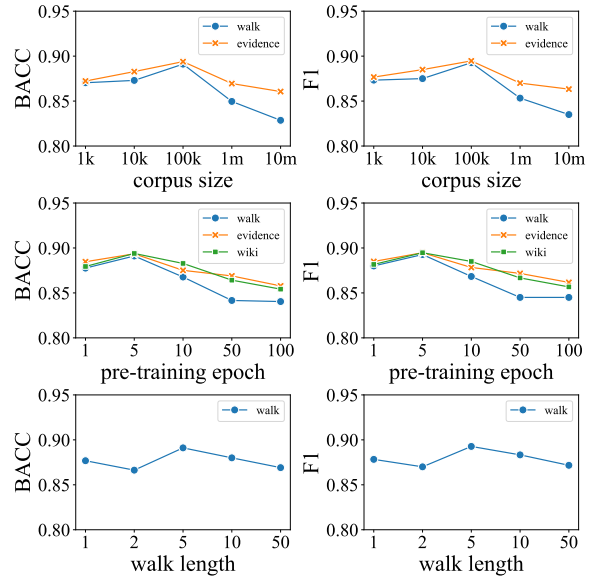 BACC
0.95
0.90
0.85
0.80
walk
evidence
1k 10k 100k 1m 10m
corpus size
F1
0.95
0.90
0.85
0.80
walk
evidence
1k 10k 100k 1m 10m
corpus size
BACC
0.95
0.90
0.85
0.80
walk
evidence
wiki
1 5 10 50 100
pre-training epoch
F1
0.95
0.90
0.85
0.80
walk
evidence
wiki
1 5 10 50 100
pre-training epoch
BACC
0.95
0.90
0.85
0.80
walk
1 2 5 10 50
walk length
F1
0.95
0.90
0.85
0.80
walk
1 2 5 10 50
walk length